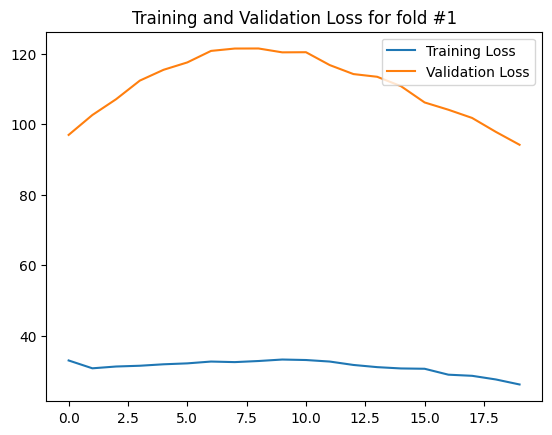 Training and Validation Loss for fold #1
Training Loss
Validation Loss
120
100
80
60
40
0.0 2.5 5.0 7.5 10.0 12.5 15.0 17.5